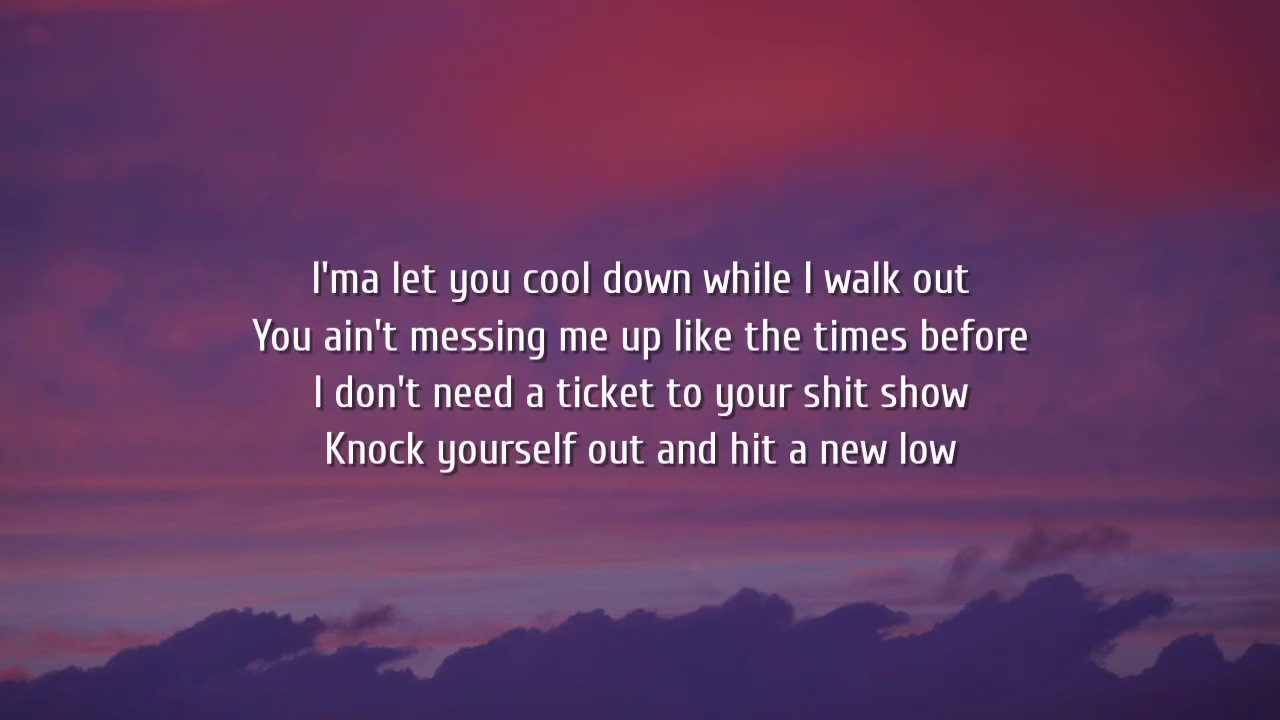 I'ma let you cool down while I walk out
You ain't messing me up like the times before
I don't need a ticket to your shit show
Knock yourself out and hit a new low